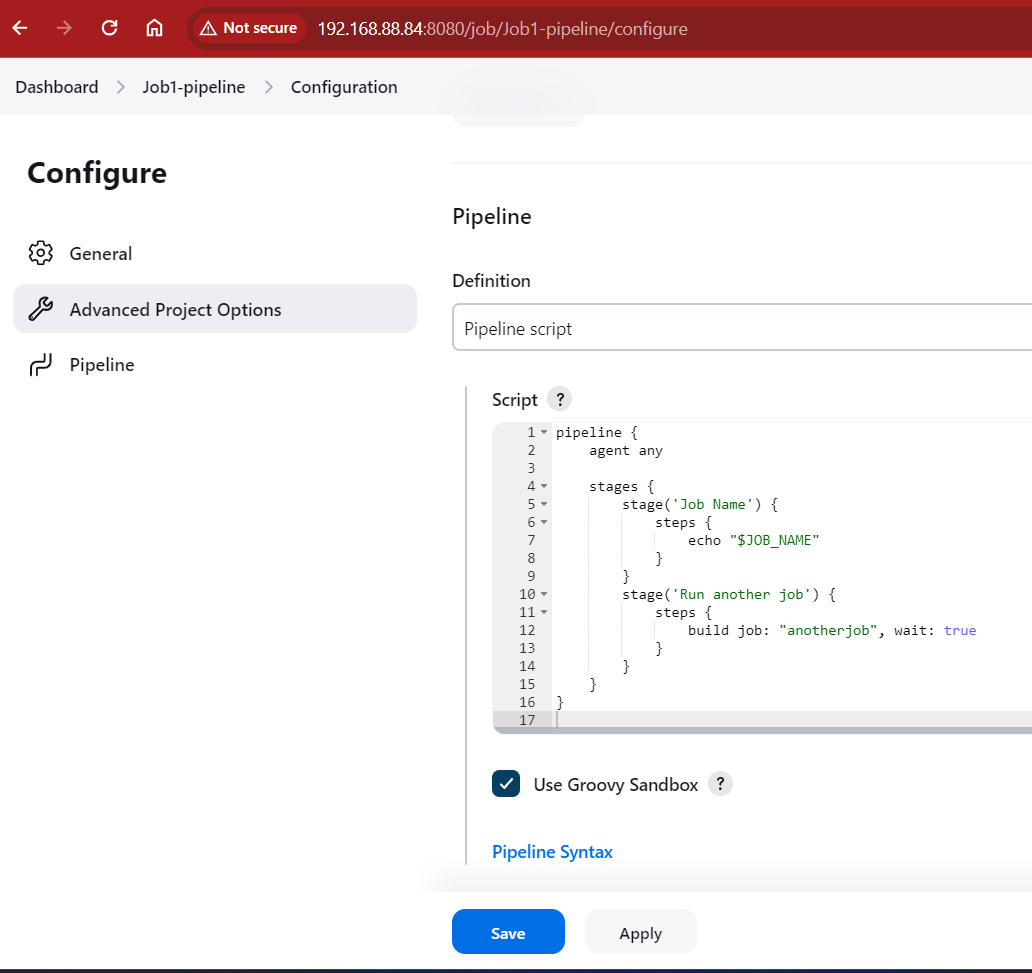 Not secure 192.168.88.84:8080/job/Job1-pipeline/configure
Dashboard > Job1-pipeline > Configuration
Configure
General
Advanced Project Options
Pipeline
Pipeline
Definition
Pipeline script
Script ?
1 pipeline {
2     agent any
3
4     stages {
5         stage('Job Name') {
6             steps {
7                 echo "$JOB_NAME"
8             }
9         }
10         stage('Run another job') {
11             steps {
12                 build job: "anotherjob", wait: true
13             }
14         }
15     }
16 }
17
Use Groovy Sandbox ?
Pipeline Syntax
Save Apply